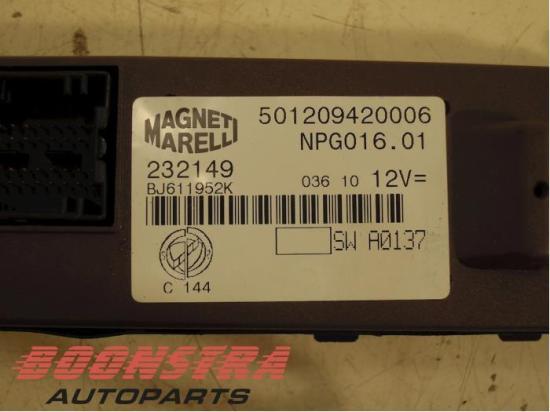 MAGNETI MARELLI
501209420006
NPG016.01
232149
BJ611952K
036 10 12V=
SW A0137
C 144
BOONSTRA
AUTOPARTS